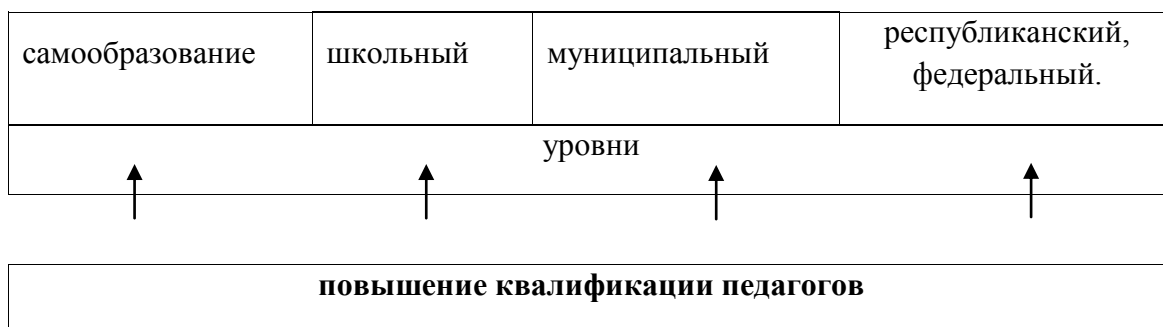 самообразование
школьный
муниципальный
республиканский,
федеральный.
уровни
повышение квалификации педагогов